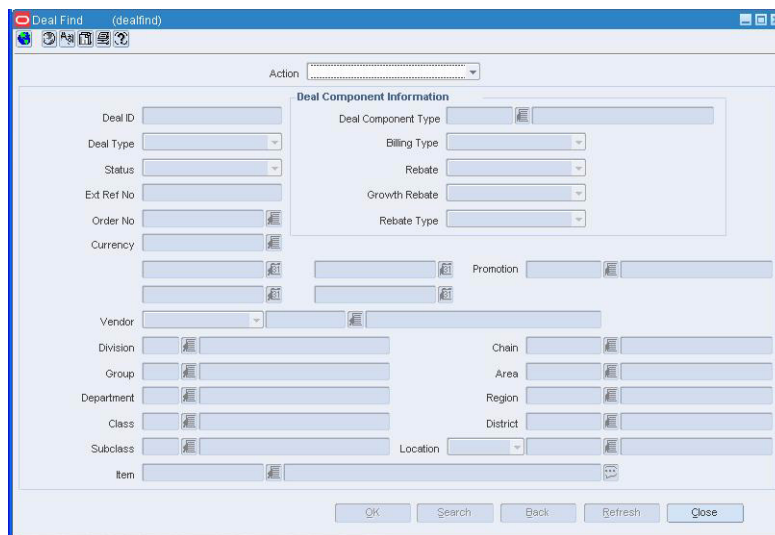 Deal Find (dealfind)
Action
Deal Component Information
Deal ID
Deal Component Type
Deal Type
Billing Type
Status
Rebate
Ext Ref No
Growth Rebate
Order No
Rebate Type
Currency
Promotion
Vendor
Division
Chain
Group
Area
Department
Region
Class
District
Subclass
Location
Item
OK Search Back Refresh Close